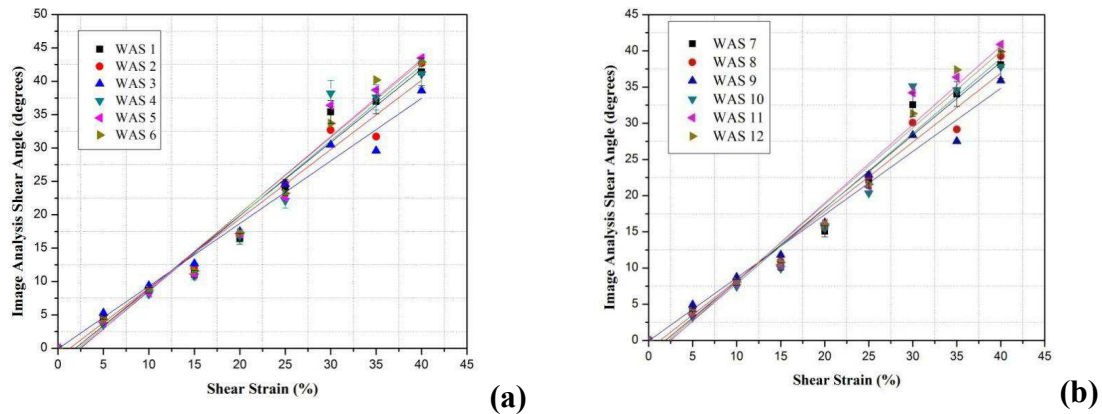 50
45
40
35
30
25
20
15
10
5
0
Image Analysis Shear Angle (degrees)
WAS 1
WAS 2
WAS 3
WAS 4
WAS 5
WAS 6
0 5 10 15 20 25 30 35 40 45
Shear Strain (%)
(a)
45
40
35
30
25
20
15
10
5
0
Image Analysis Shear Angle (degrees)
WAS 7
WAS 8
WAS 9
WAS 10
WAS 11
WAS 12
0 5 10 15 20 25 30 35 40 45
Shear Strain (%)
(b)